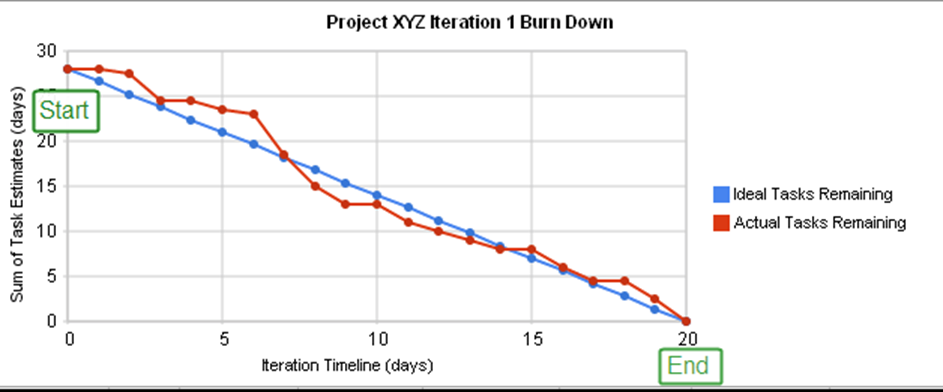 Project XYZ Iteration 1 Burn Down
Sum of Task Estimates (days)
30
Start
20
15
10
5
0
0 5 10 15 20
Iteration Timeline (days)
End
Ideal Tasks Remaining
Actual Tasks Remaining